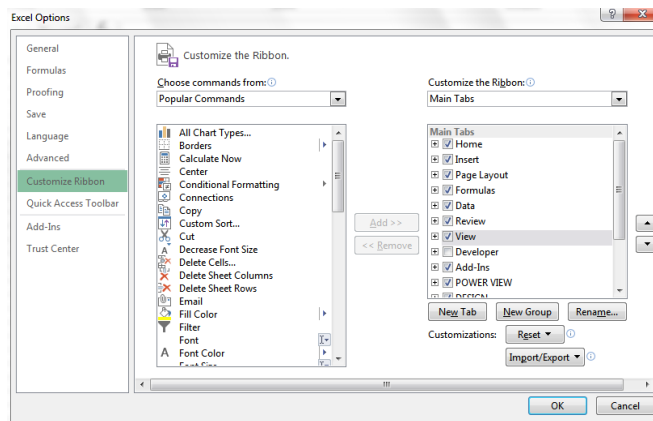 Excel Options
General
Formulas
Proofing
Save
Language
Advanced
Customize Ribbon
Quick Access Toolbar
Add-Ins
Trust Center
Customize the Ribbon.
Choose commands from:
Popular Commands
All Chart Types...
Borders
Calculate Now
Center
Conditional Formatting
Connections
Copy
Custom Sort...
Cut
Decrease Font Size
Delete Cells...
Delete Sheet Columns
Delete Sheet Rows
Email
Fill Color
Filter
Font
Font Color
Font Size
Add >>
<< Remove
Customize the Ribbon:
Main Tabs
Main Tabs
Home
Insert
Page Layout
Formulas
Data
Review
View
Developer
Add-Ins
POWER VIEW
DESIGN
New Tab
New Group
Rename...
Customizations:
Reset
Import/Export
OK
Cancel